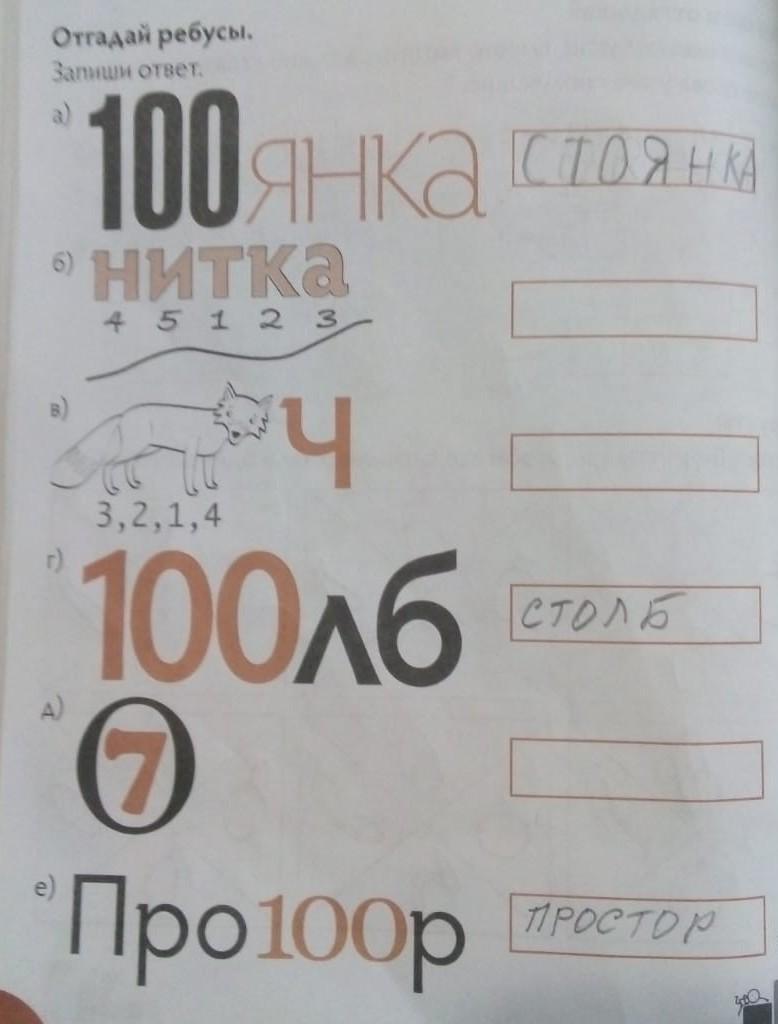 Отгадай ребусы.
Запиши ответ.
а) 100янка СТОЯНКА
б) нитка
4 5 1 2 3
в) Ч
3,2,1,4
г) 100лб СТОЛБ
д) О 7
е) Про100р ПРОСТОР